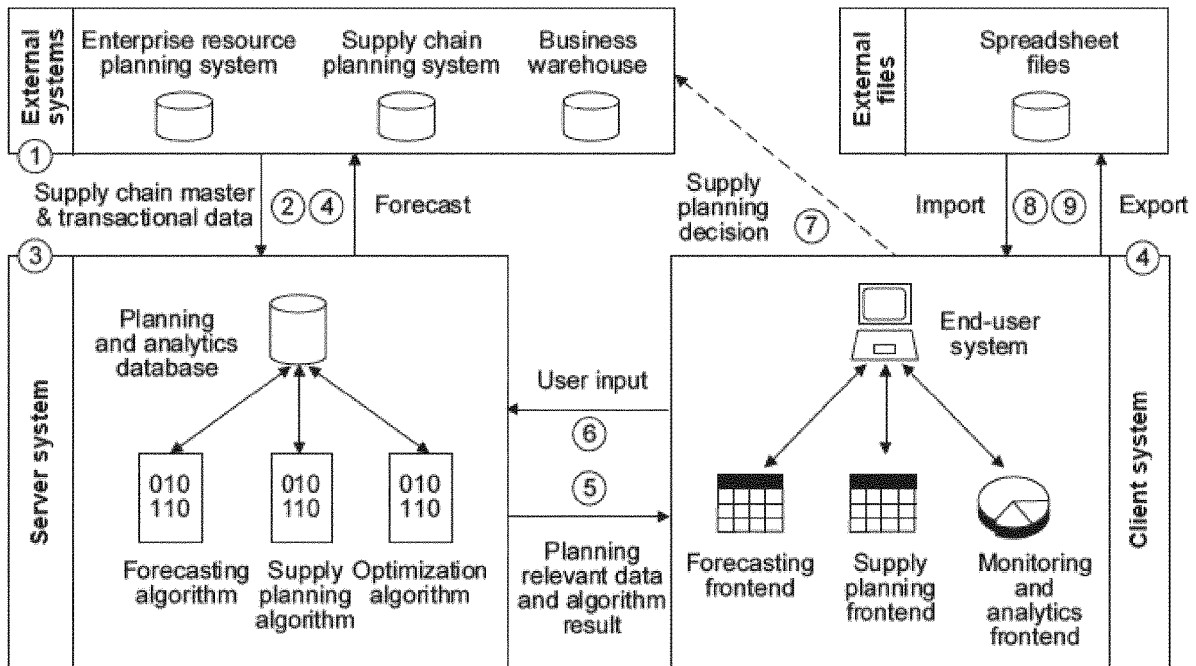 External
systems
Enterprise resource
planning system
Supply chain
planning system
Business
warehouse
External
files
Spreadsheet
files
1
Supply chain master
& transactional data
2 4
Forecast
Supply
planning
decision
7
Import
8 9
Export
3
Server system
Planning
and analytics
database
010
110
010
110
010
110
Forecasting
algorithm
Supply
planning
algorithm
Optimization
algorithm
User input
6
5
Planning
relevant data
and algorithm
result
4
Client system
End-user
system
Forecasting
frontend
Supply
planning
frontend
Monitoring
and
analytics
frontend